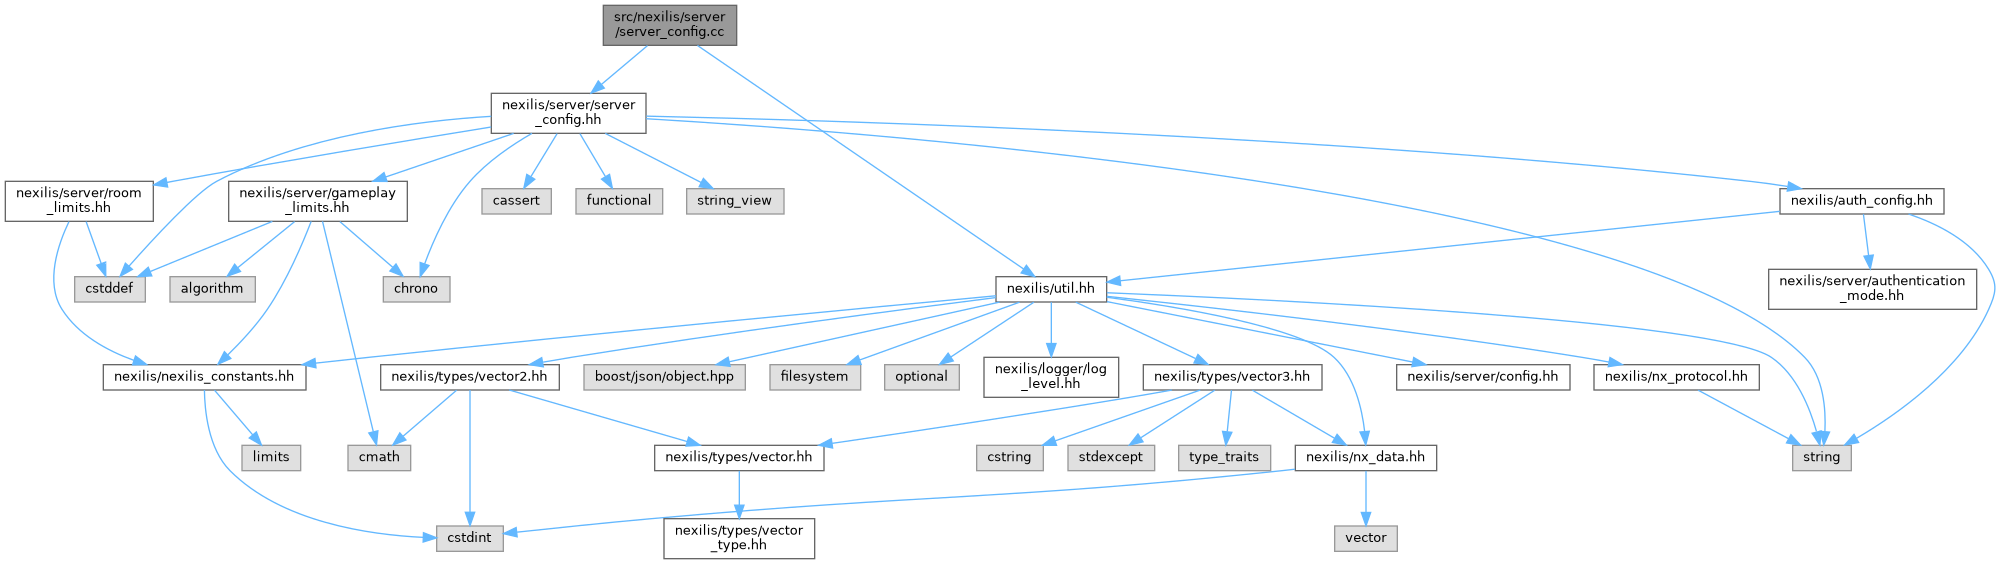 src/nexilis/server
/server_config.cc
nexilis/server/server
_config.hh
nexilis/server/room
_limits.hh
nexilis/server/gameplay
_limits.hh
cassert
functional
string_view
nexilis/auth_config.hh
cstddef
algorithm
chrono
nexilis/util.hh
nexilis/server/authentication
_mode.hh
nexilis/nexilis_constants.hh
nexilis/types/vector2.hh
boost/json/object.hpp
filesystem
optional
nexilis/logger/log
_level.hh
nexilis/types/vector3.hh
nexilis/server/config.hh
nexilis/nx_protocol.hh
limits
cmath
nexilis/types/vector.hh
cstring
stdexcept
type_traits
nexilis/nx_data.hh
string
cstdint
nexilis/types/vector
_type.hh
vector